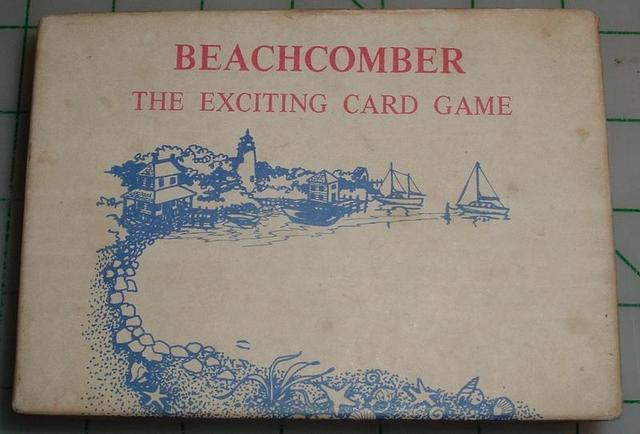 BEACHCOMBER
THE EXCITING CARD GAME